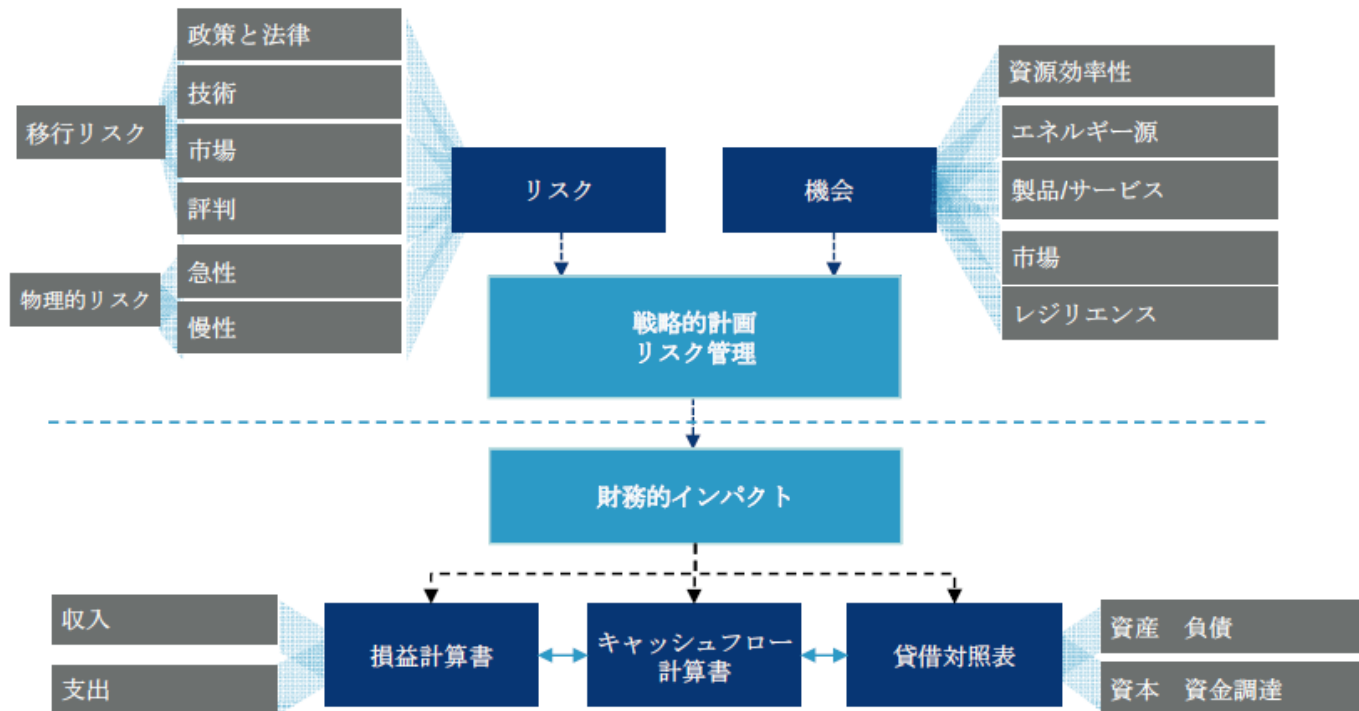 政策と法律
技術
移行リスク
市場
評判
物理的リスク
急性
慢性
リスク
機会
資源効率性
エネルギー源
製品/サービス
市場
レジリエンス
戦略的計画
リスク管理
財務的インパクト
収入
支出
損益計算書
キャッシュフロー
計算書
貸借対照表
資産　負債
資本　資金調達